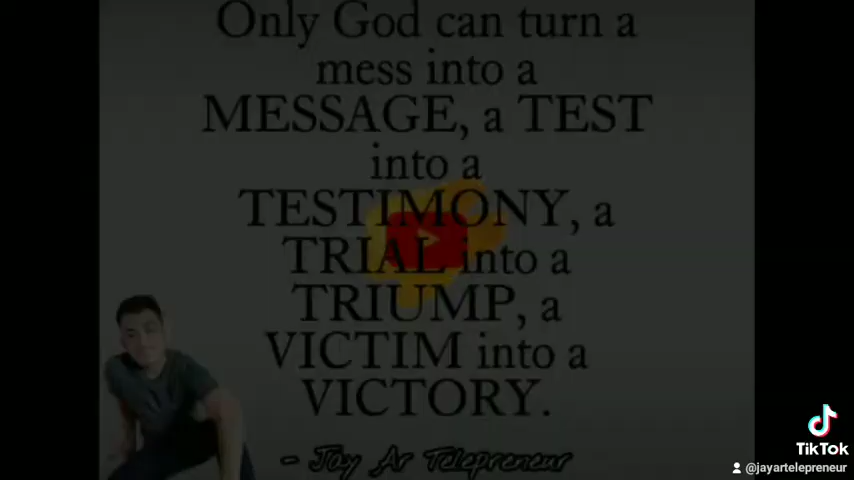 Only God can turn a
mess into a
MESSAGE, a TEST
into a
TESTIMONY, a
TRIAL into a
TRIUMP, a
VICTIM into a
VICTORY.
- Jay Ar Telepreneur
TikTok
@jayartelepreneur